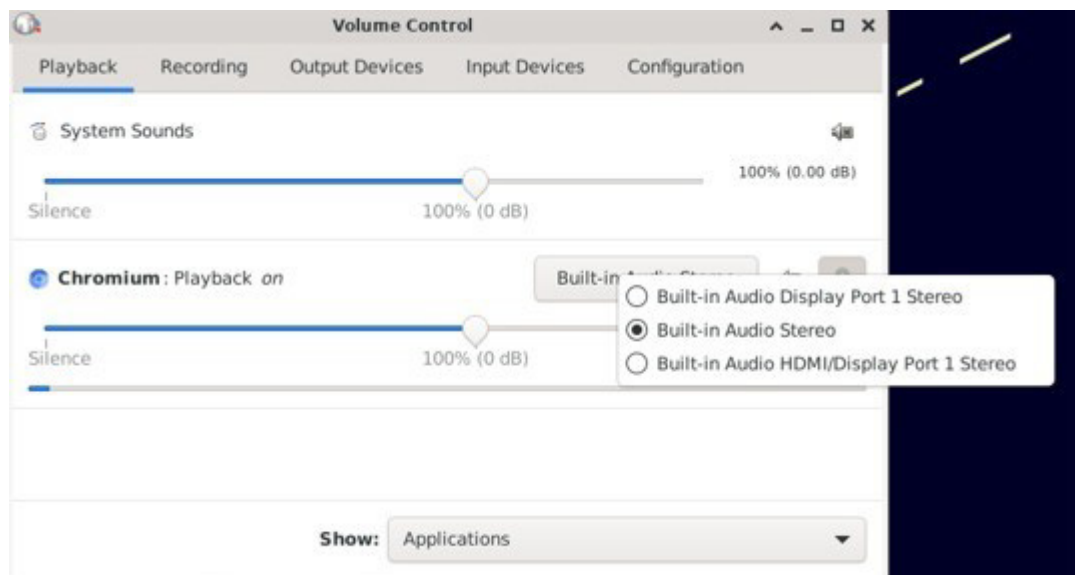 Volume Control
Playback Recording Output Devices Input Devices Configuration
System Sounds
100% (0.00 dB)
Silence 100% (0 dB)
Chromium: Playback on
Built-in Audio Stereo
Built-in Audio Display Port 1 Stereo
Built-in Audio Stereo
Built-in Audio HDMI/Display Port 1 Stereo
Silence 100% (0 dB)
Show: Applications